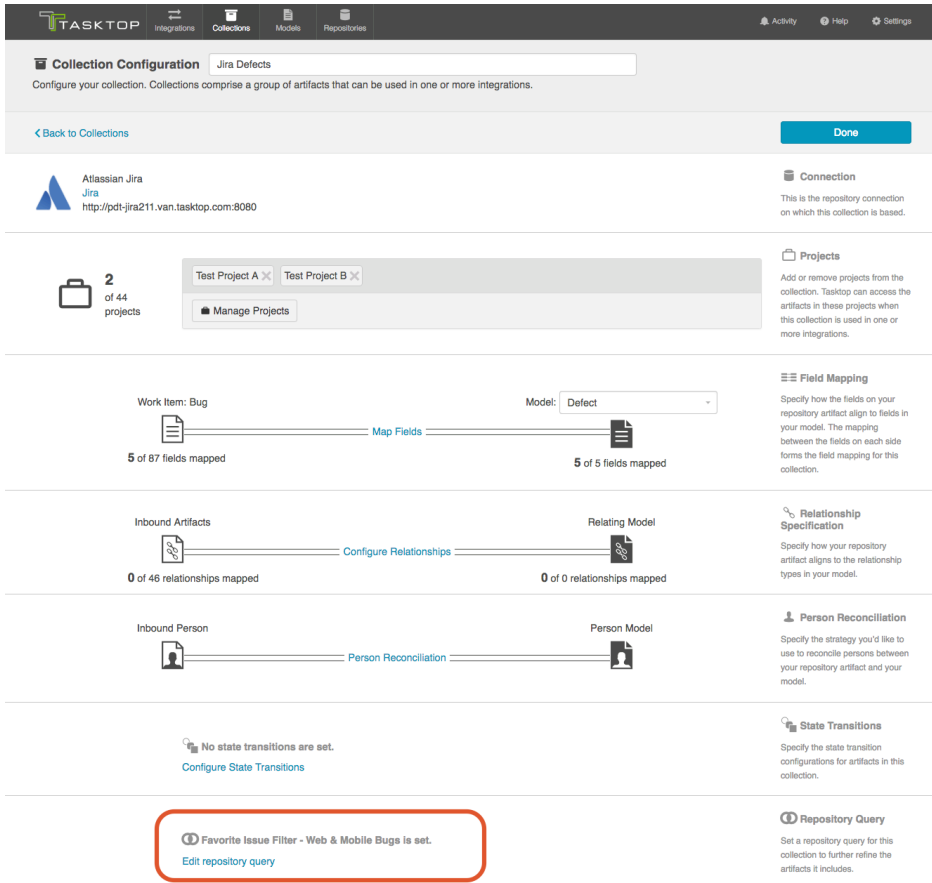 TASKTOP
Integrations
Collections
Models
Repositories
Activity
Help
Settings
Collection Configuration
Jira Defects
Configure your collection. Collections comprise a group of artifacts that can be used in one or more integrations.
Back to Collections
Done
Atlassian Jira
Jira
http://pdt-jira211.van.tasktop.com:8080
Connection
This is the repository connection
on which this collection is based.
2
of 44
projects
Test Project A
Test Project B
Manage Projects
Projects
Add or remove projects from the
collection. Tasktop can access the
artifacts in these projects when
this collection is used in one or
more integrations.
Work Item: Bug
Model:
Defect
Map Fields
5 of 87 fields mapped
5 of 5 fields mapped
Field Mapping
Specify how the fields on your
repository artifact align to fields in
your model. The mapping
between the fields on each side
forms the field mapping for this
collection.
Inbound Artifacts
Relating Model
Configure Relationships
0 of 46 relationships mapped
0 of 0 relationships mapped
Relationship
Specification
Specify how your repository
artifact aligns to the relationship
types in your model.
Inbound Person
Person Model
Person Reconciliation
Person Reconciliation
Specify the strategy you'd like to
use to reconcile persons between
your repository artifact and your
model.
No state transitions are set.
Configure State Transitions
State Transitions
Specify the state transition
configurations for artifacts in this
collection.
Favorite Issue Filter - Web & Mobile Bugs is set.
Edit repository query
Repository Query
Set a repository query for this
collection to further refine the
artifacts it includes.